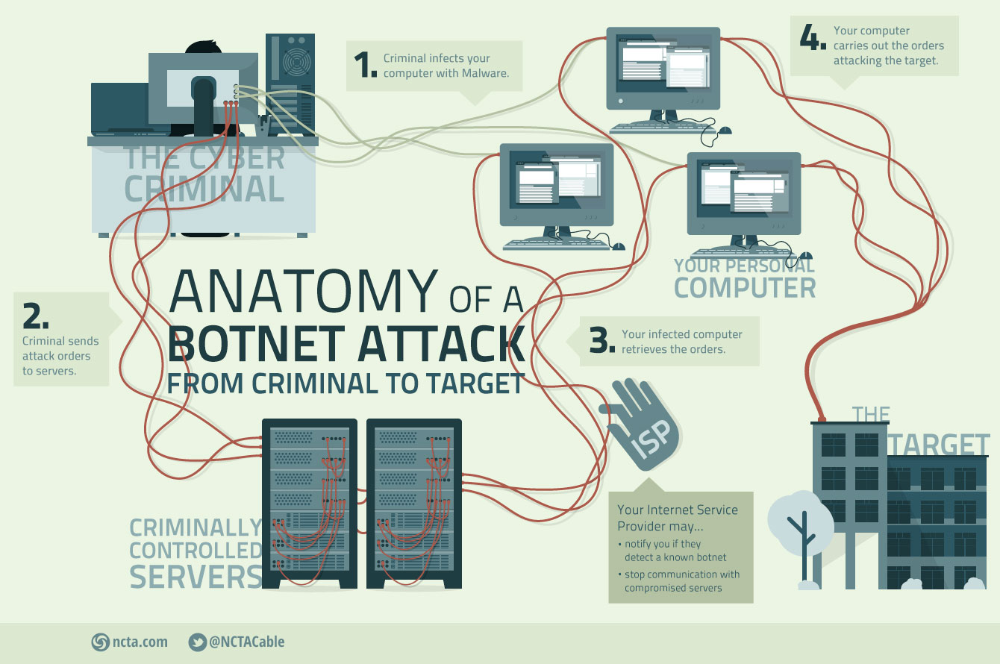 THE CYBER
CRIMINAL
1. Criminal infects your
computer with Malware.
4. Your computer
carries out the orders
attacking the target.
YOUR PERSONAL
COMPUTER
ANATOMY OF A
BOTNET ATTACK
FROM CRIMINAL TO TARGET
2.
Criminal sends
attack orders
to servers.
3. Your infected computer
retrieves the orders.
ISP
THE
TARGET
Your Internet Service
Provider may...
• notify you if they
detect a known botnet
• stop communication with
compromised servers
CRIMINALLY
CONTROLLED
SERVERS
ncta.com @NCTACable